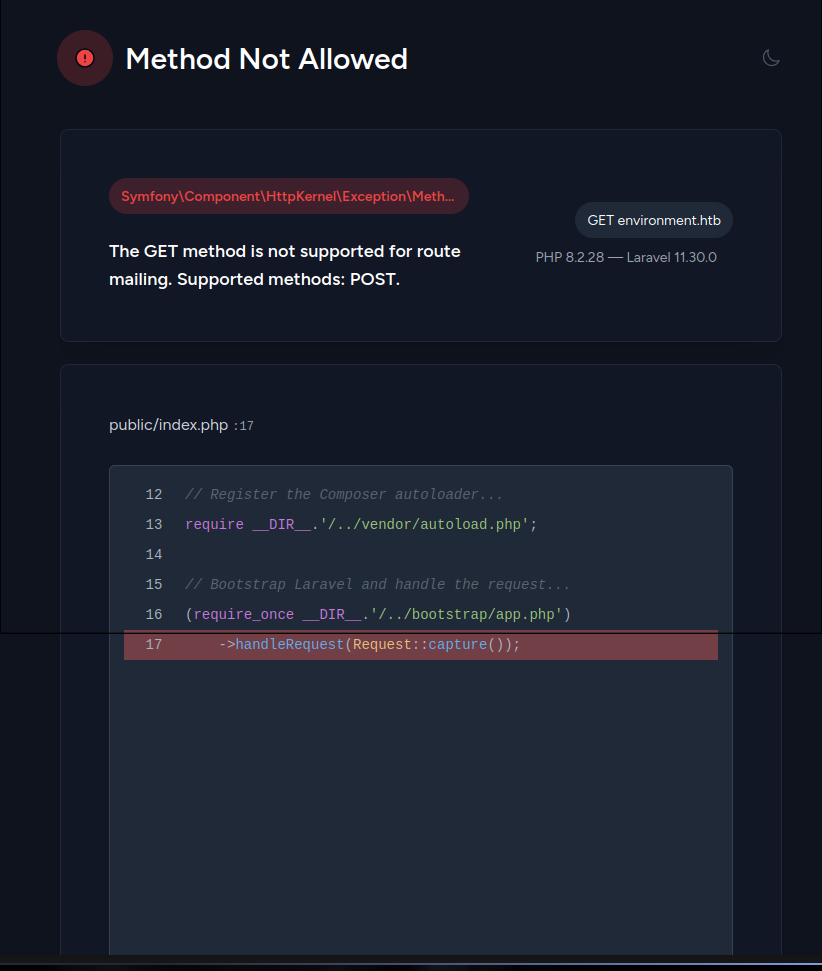 Method Not Allowed
Symfony\Component\HttpKernel\Exception\Meth...
GET environment.htb
The GET method is not supported for route
mailing. Supported methods: POST.
PHP 8.2.28 — Laravel 11.30.0
public/index.php :17
12 // Register the Composer autoloader...
13 require __DIR__.'/../vendor/autoload.php';
14
15 // Bootstrap Laravel and handle the request...
16 (require_once __DIR__.'/../bootstrap/app.php')
17     ->handleRequest(Request::capture());